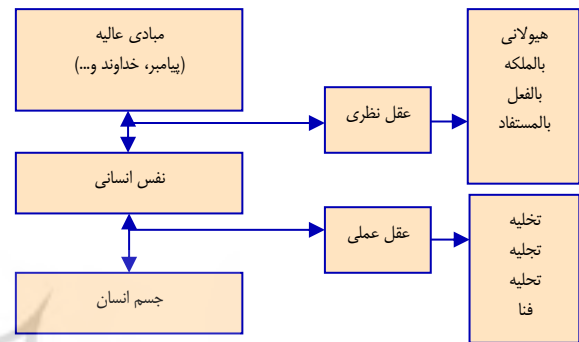 مبادی عالیه
(پیامبر، خداوند و...)
هیولانی
بالملکه
بالفعل
بالمستفاد
عقل نظری
نفس انسانی
عقل عملی
تخلیه
تجلیه
تحلیه
فنا
جسم انسان